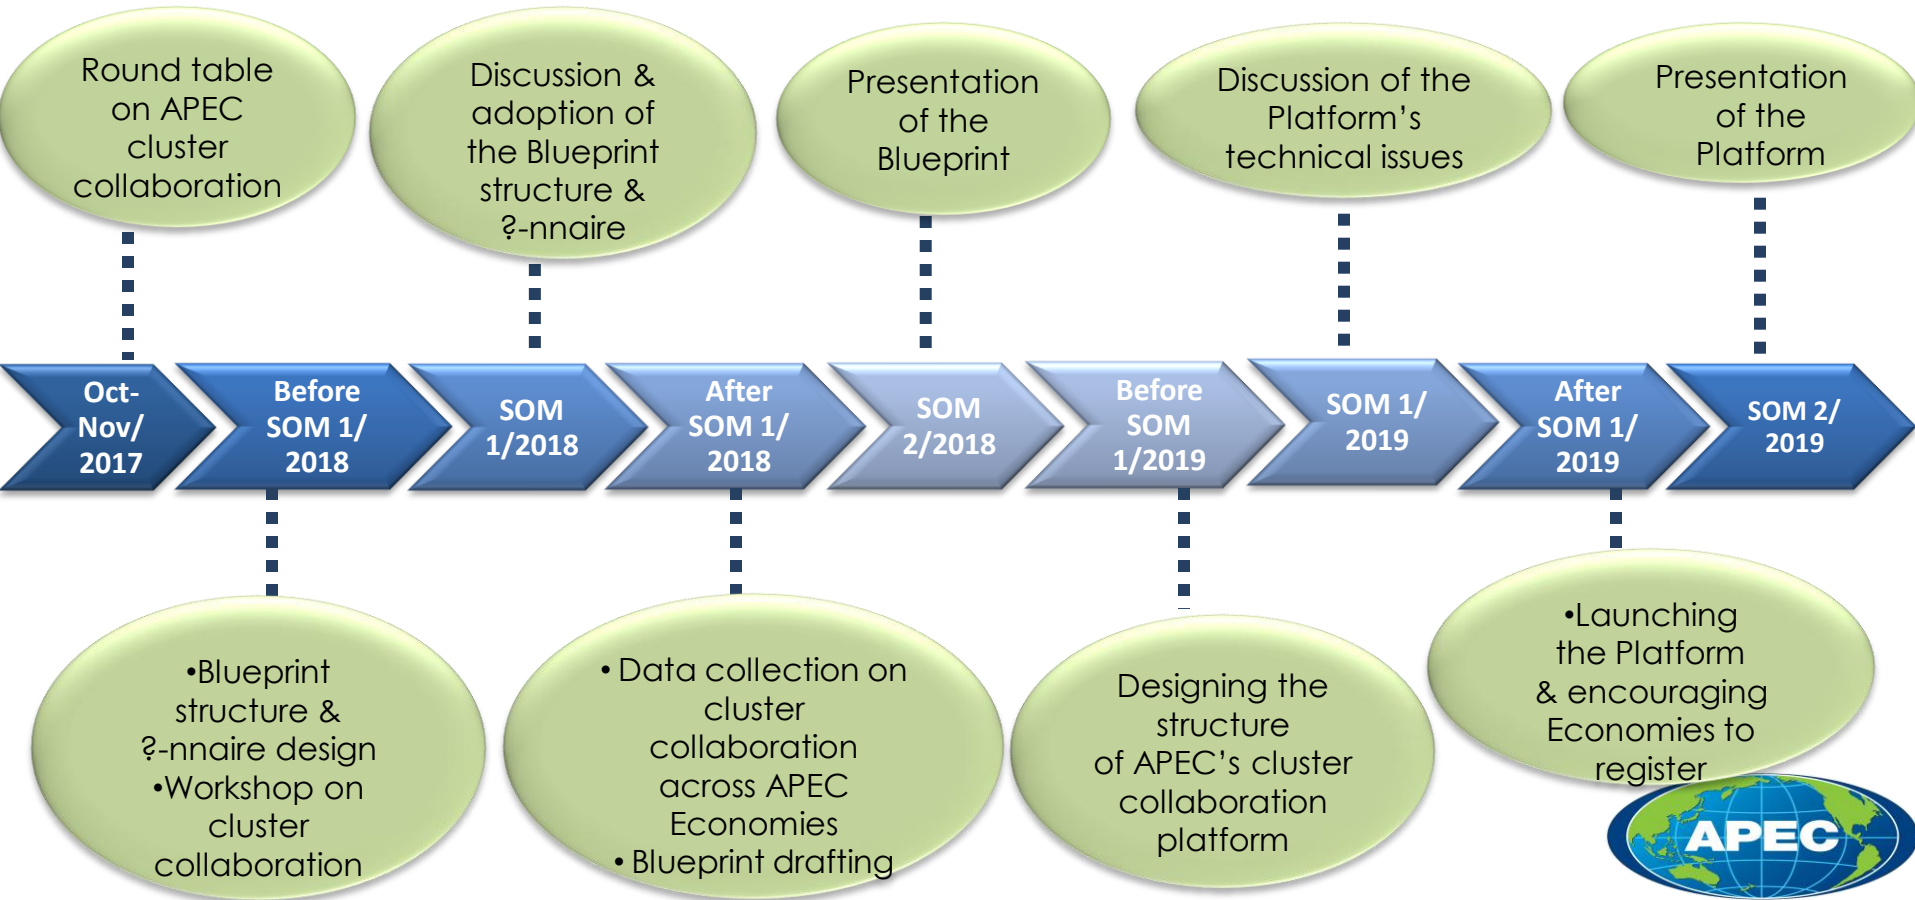 Round table
on APEC
cluster
collaboration
Discussion &
adoption of
the Blueprint
structure &
?-nnaire
Presentation
of the
Blueprint
Discussion of the
Platform’s
technical issues
Presentation
of the
Platform
Oct-
Nov/
2017
Before
SOM 1/
2018
SOM
1/2018
After
SOM 1/
2018
SOM
2/2018
Before
SOM
1/2019
SOM 1/
2019
After
SOM 1/
2019
SOM 2/
2019
•Blueprint
structure &
?-nnaire design
•Workshop on
cluster
collaboration
• Data collection on
cluster
collaboration
across APEC
Economies
• Blueprint drafting
Designing the
structure
of APEC’s cluster
collaboration
platform
•Launching
the Platform
& encouraging
Economies to
register
APEC